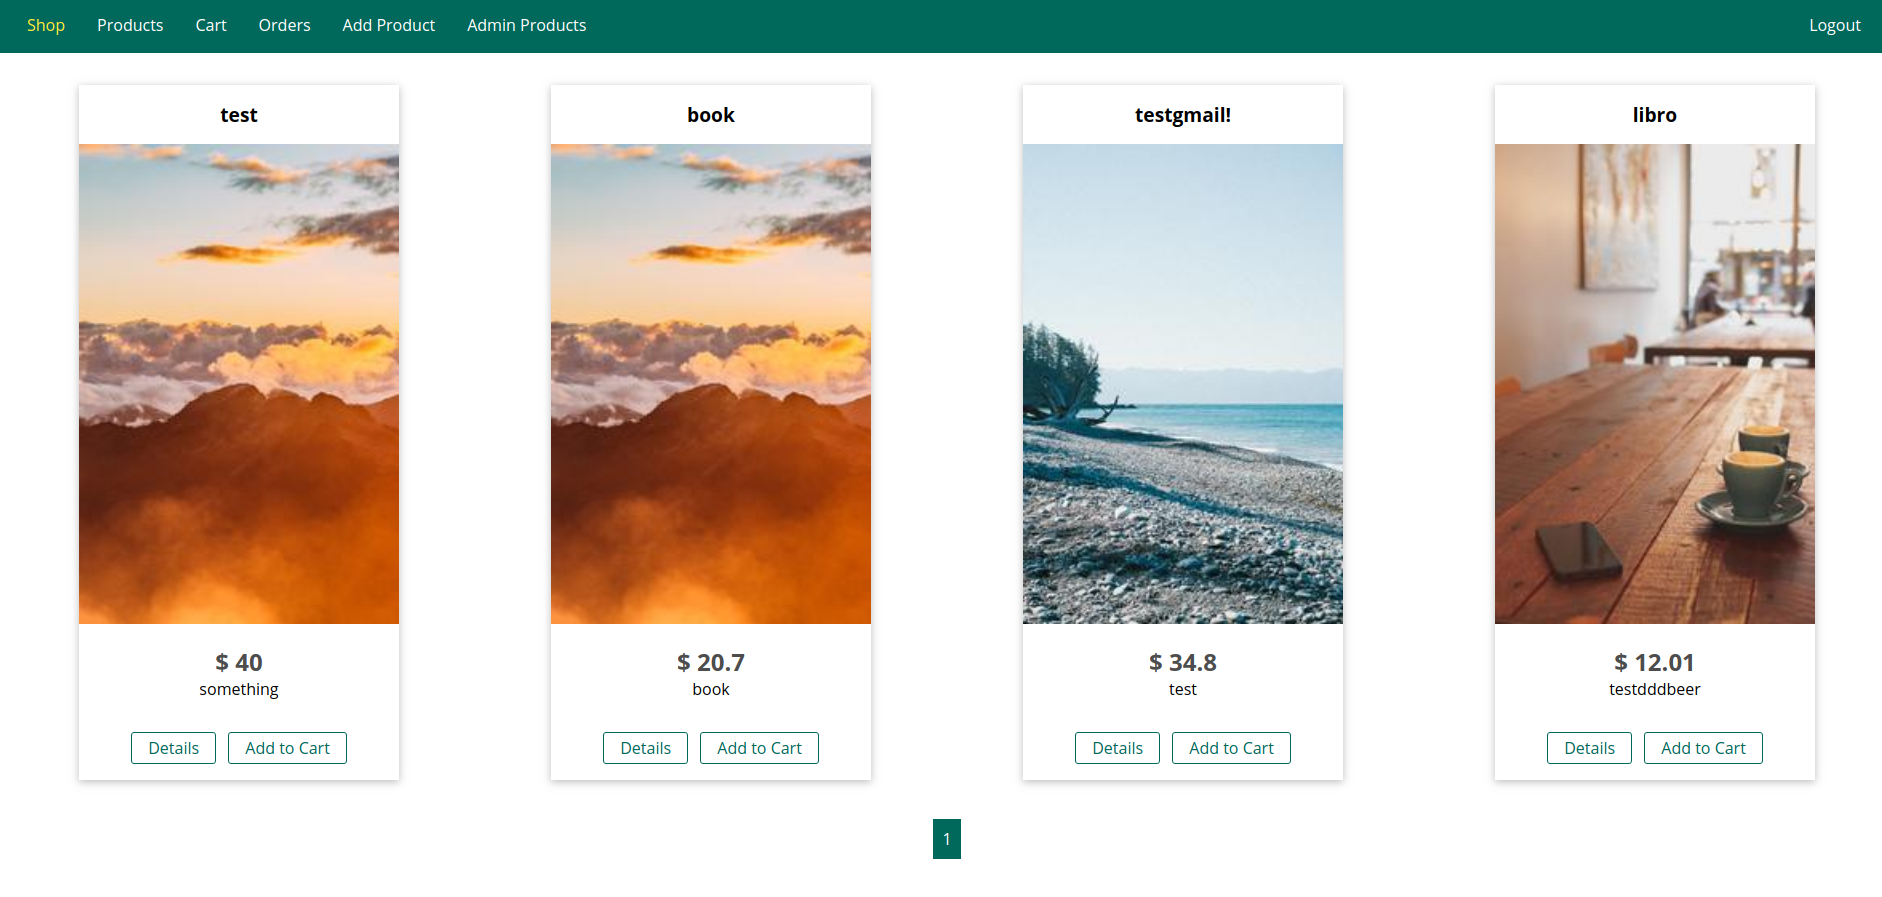 Shop Products Cart Orders Add Product Admin Products Logout
test
book
testgmail!
libro
$ 40
something
$ 20.7
book
$ 34.8
test
$ 12.01
testdddbeer
Details Add to Cart
Details Add to Cart
Details Add to Cart
Details Add to Cart
1